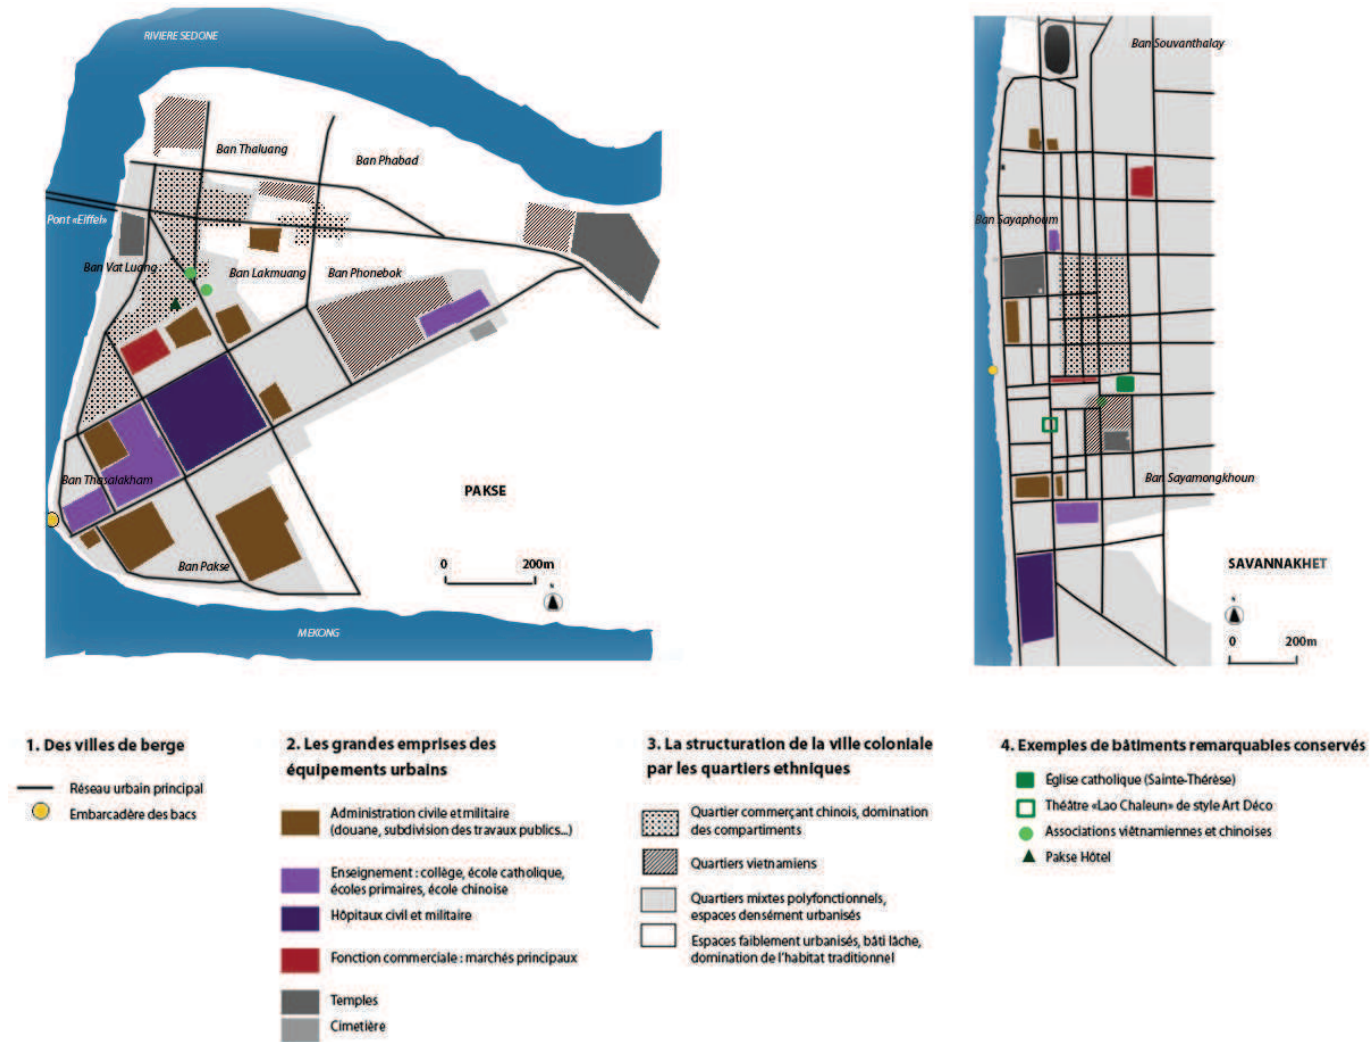 RIVIERE SEDONE
Ban Thaluang
Ban Phabad
Pont «Eiffel»
Ban Vat Luang
Ban Lakmuang
Ban Phonebok
Ban Thasalakham
Ban Pakse
PAKSE
0 200m
N
MEKONG
Ban Souvanthalay
Ban Sayaphoum
Ban Sayamongkhoun
SAVANNAKHET
N
0 200m
1. Des villes de berge
Réseau urbain principal
Embarcadère des bacs
2. Les grandes emprises des
équipements urbains
Administration civile et militaire
(douane, subdivision des travaux publics...)
Enseignement : collège, école catholique,
écoles primaires, école chinoise
Hôpitaux civil et militaire
Fonction commerciale : marchés principaux
Temples
Cimetière
3. La structuration de la ville coloniale
par les quartiers ethniques
Quartier commerçant chinois, domination
des compartiments
Quartiers vietnamiens
Quartiers mixtes polyfonctionnels,
espaces densément urbanisés
Espaces faiblement urbanisés, bâti lâche,
domination de l'habitat traditionnel
4. Exemples de bâtiments remarquables conservés
Église catholique (Sainte-Thérèse)
Théâtre «Lao Chaleun» de style Art Déco
Associations viêtnamiennes et chinoises
Pakse Hôtel